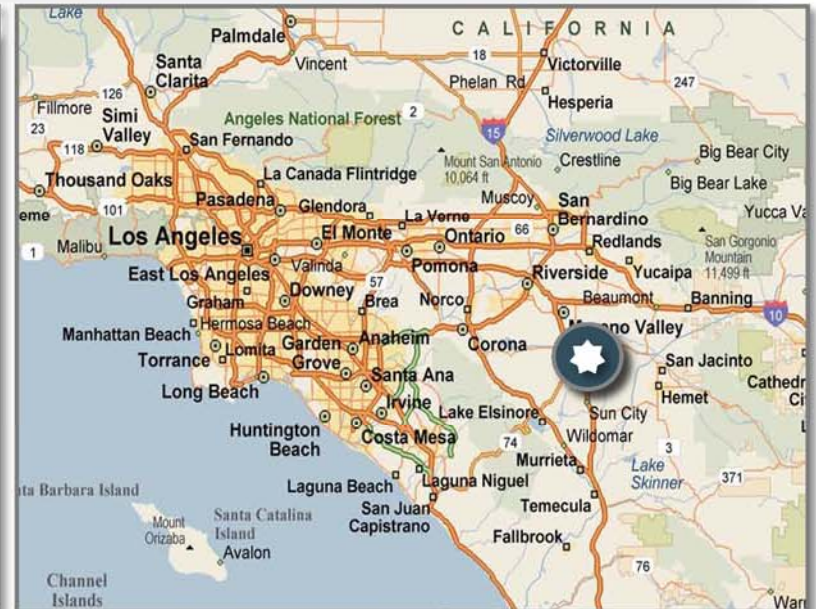 Lake
Palmdale
CALIFORNIA
18
Victorville
Santa
Clarita
Vincent
Phelan Rd
247
126
Hesperia
Fillmore
Simi
Valley
Angeles National Forest
2
15
Silverwood Lake
23
118
San Fernando
Mount San Antonio
10,064 ft
Crestline
Big Bear City
Thousand Oaks
La Canada Flintridge
Big Bear Lake
Pasadena
Glendora
Muscoy
San
Bernardino
Yucca
eme
101
La Verne
66
Los Angeles
El Monte
Ontario
Redlands
San Gorgonio
Mountain
11,499 ft
1
Malibu
Valinda
Pomona
Yucaipa
East Los Angeles
57
Riverside
Downey
Brea
Norco
Beaumont
Banning
Graham
10
Hermosa Beach
Manhattan Beach
Anaheim
Moreno Valley
Garden
Grove
Corona
Torrance
Lomita
San Jacinto
Santa Ana
Cathedr
Long Beach
Irvine
Lake Elsinore
Hemet
Sun City
Huntington
Beach
Costa Mesa
74
Wildomar
3
Murrieta
Lake
Skinner
371
Laguna Beach
Laguna Niguel
ta Barbara Island
San Juan
Capistrano
Temecula
Santa Catalina
Island
Mount
Orizaba
Fallbrook
Avalon
76
Channel
Islands